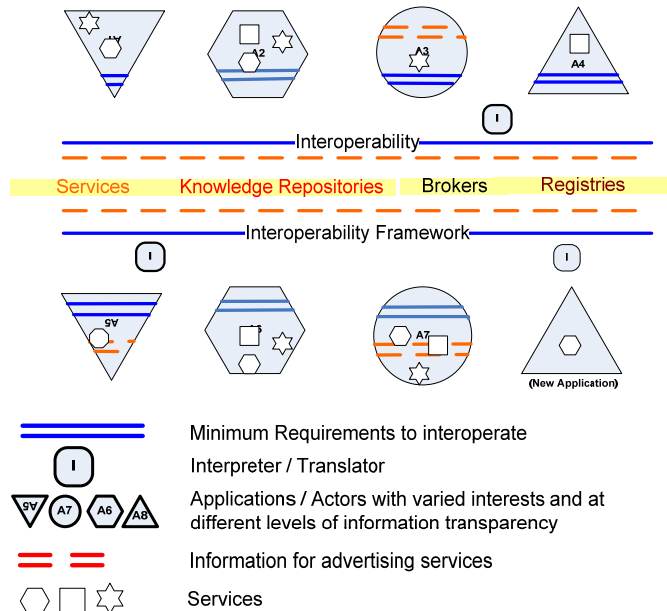 A1
A2
A3
A4
I
Interoperability
Services Knowledge Repositories Brokers Registries
Interoperability Framework
I
I
A5
A6
A7
(New Application)
Minimum Requirements to interoperate
I
Interpreter / Translator
A5 A7 A6 A8
Applications / Actors with varied interests and at
different levels of information transparency
Information for advertising services
Services